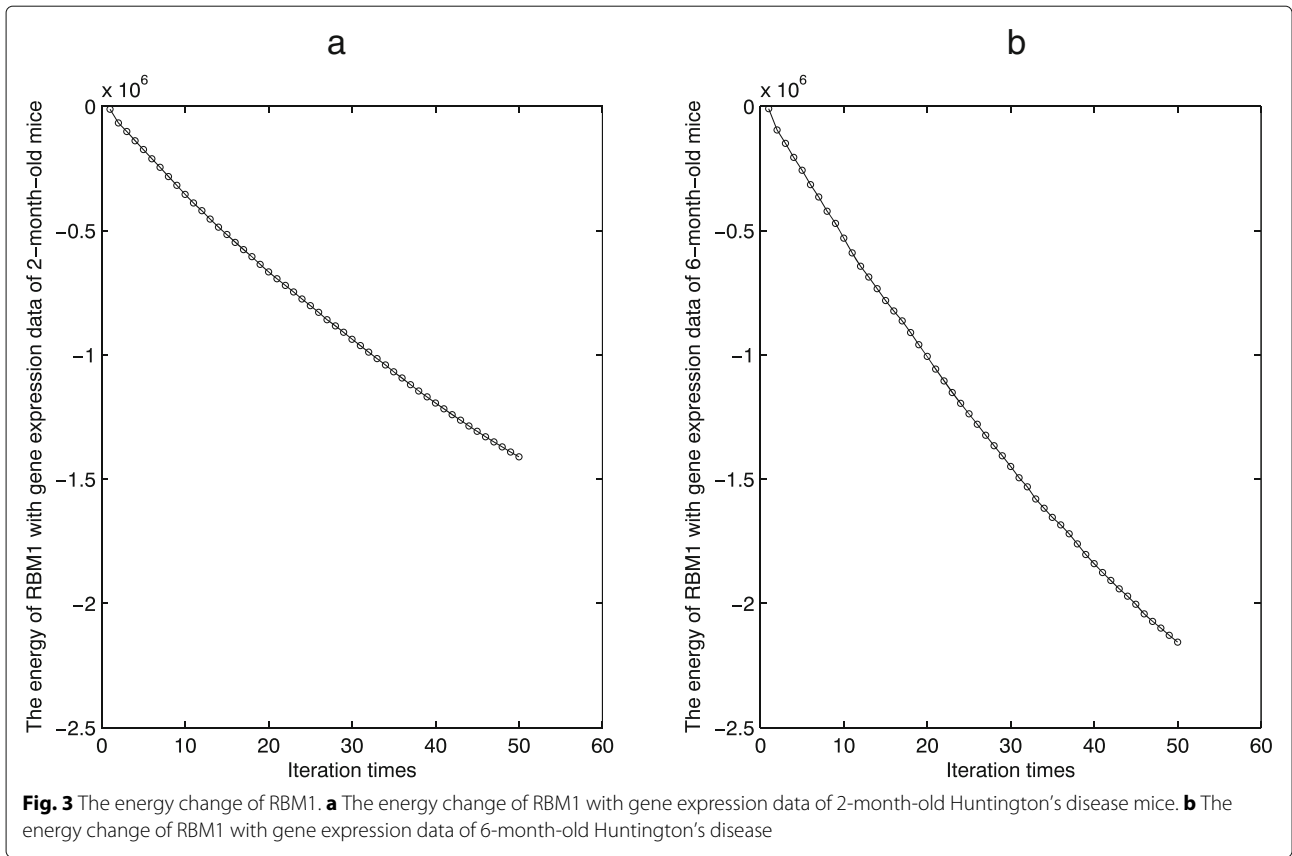 a
x 10^6
The energy of RBM1 with gene expression data of 2−month−old mice
0
−0.5
−1
−1.5
−2
−2.5
0 10 20 30 40 50 60
Iteration times
b
x 10^6
The energy of RBM1 with gene expression data of 6−month−old mice
0
−0.5
−1
−1.5
−2
−2.5
0 10 20 30 40 50 60
Iteration times
Fig. 3 The energy change of RBM1. a The energy change of RBM1 with gene expression data of 2-month-old Huntington's disease mice. b The
energy change of RBM1 with gene expression data of 6-month-old Huntington's disease